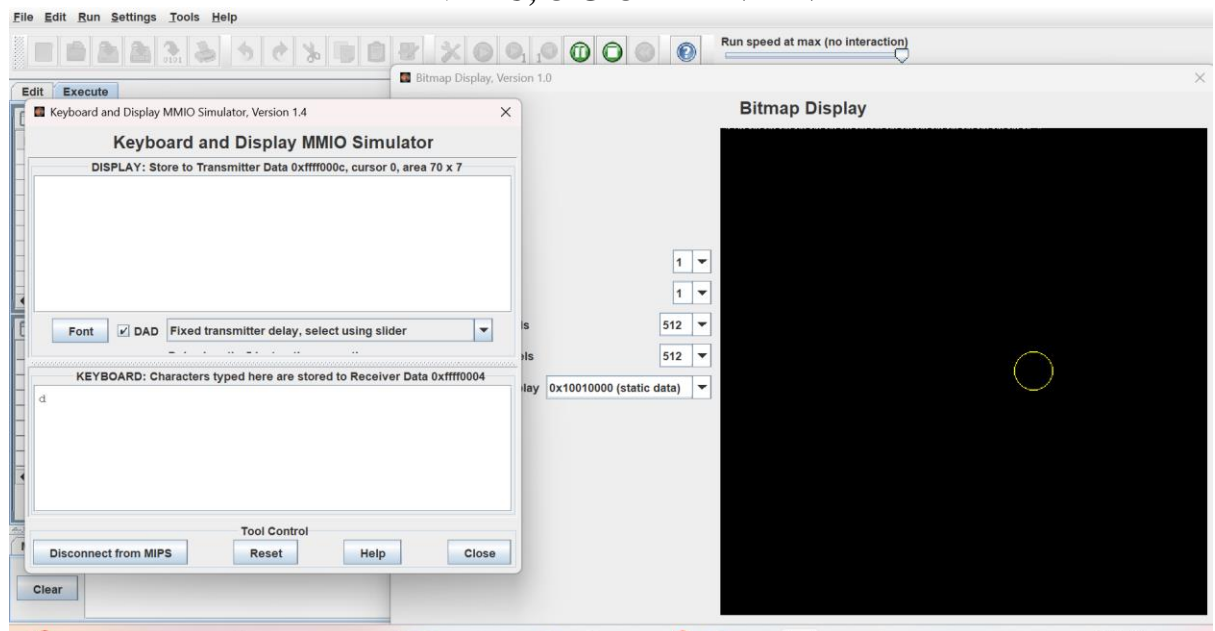 File Edit Run Settings Tools Help
Run speed at max (no interaction)
Bitmap Display, Version 1.0
Edit Execute
Keyboard and Display MMIO Simulator, Version 1.4
Bitmap Display
Keyboard and Display MMIO Simulator
DISPLAY: Store to Transmitter Data 0xffff000c, cursor 0, area 70 x 7
1
1
512
512
0x10010000 (static data)
Font DAD Fixed transmitter delay, select using slider
KEYBOARD: Characters typed here are stored to Receiver Data 0xffff0004
d
Tool Control
Disconnect from MIPS Reset Help Close
Clear